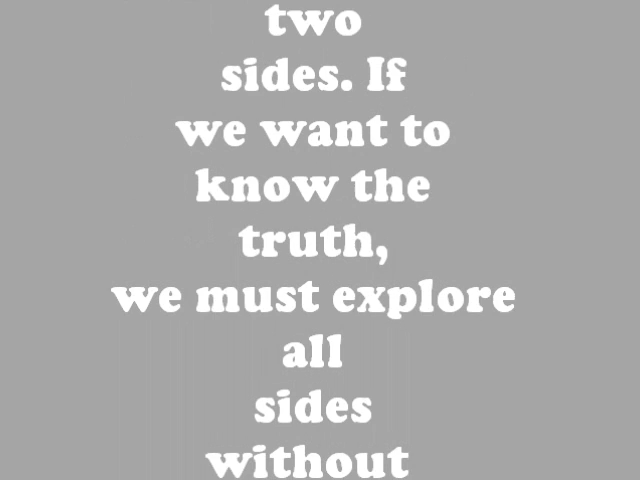 two
sides. If
we want to
know the
truth,
we must explore
all
sides
without